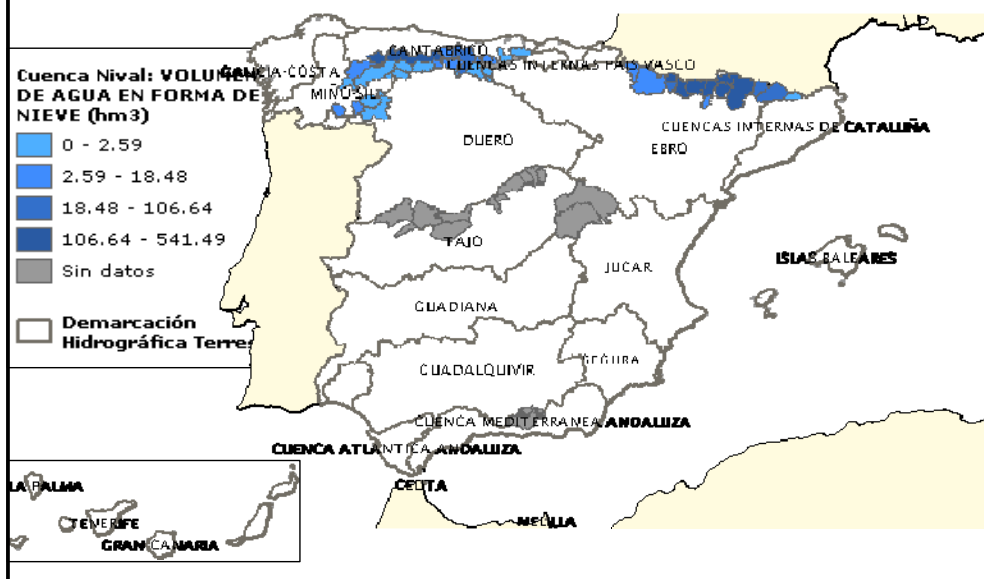 Cuenca Nival: VOLUMEN
DE AGUA EN FORMA DE
NIEVE (hm3)
0 - 2.59
2.59 - 18.48
18.48 - 106.64
106.64 - 541.49
Sin datos
Demarcación
Hidrográfica Terres
CANTABRICO
GALICIA-COSTA
CUENCAS INTERNAS PAIS VASCO
MIÑO-SIL
CUENCAS INTERNAS DE CATALUÑA
DUERO
EBRO
TAJO
ISLAS BALEARES
JUCAR
GUADIANA
SEGURA
GUADALQUIVIR
CUENCA MEDITERRANEA ANDALUZA
CUENCA ATLANTICA ANDALUZA
CEUTA
MELILLA
LA PALMA
TENERIFE
GRAN CANARIA